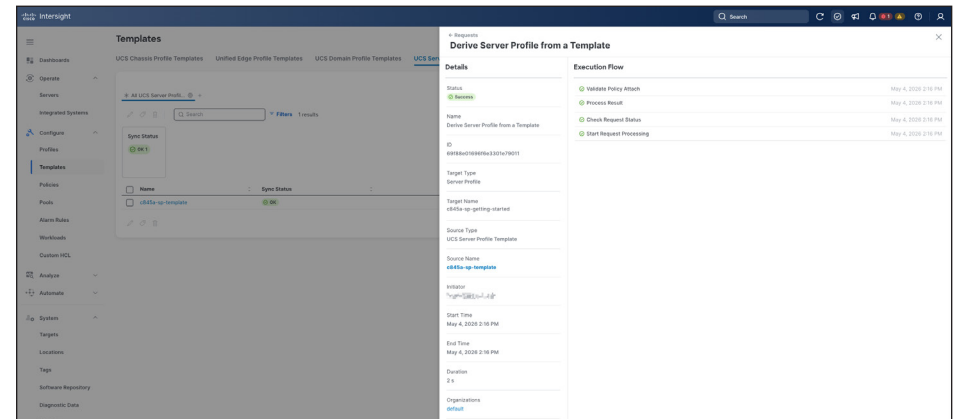 cisco Intersight
Search
1
Dashboards
Operate
Servers
Integrated Systems
Configure
Profiles
Templates
Policies
Pools
Alarm Rules
Workloads
Custom HCL
Analyze
Automate
System
Targets
Locations
Tags
Software Repository
Diagnostic Data
Templates
UCS Chassis Profile Templates Unified Edge Profile Templates UCS Domain Profile Templates UCS Ser
All UCS Server Profil...
Search
Filters 1 results
Sync Status
OK 1
Name Sync Status
c845a-sp-template OK
Requests
Derive Server Profile from a Template
Details
Status
Success
Name
Derive Server Profile from a Template
ID
Target Type
Server Profile
Target Name
c845a-sp-getting-started
Source Type
UCS Server Profile Template
Source Name
c845a-sp-template
Initiator
Start Time
May 4, 2026 2:16 PM
End Time
May 4, 2026 2:16 PM
Duration
2 s
Organizations
default
Execution Flow
Validate Policy Attach May 4, 2026 2:16 PM
Process Result May 4, 2026 2:16 PM
Check Request Status May 4, 2026 2:16 PM
Start Request Processing May 4, 2026 2:16 PM